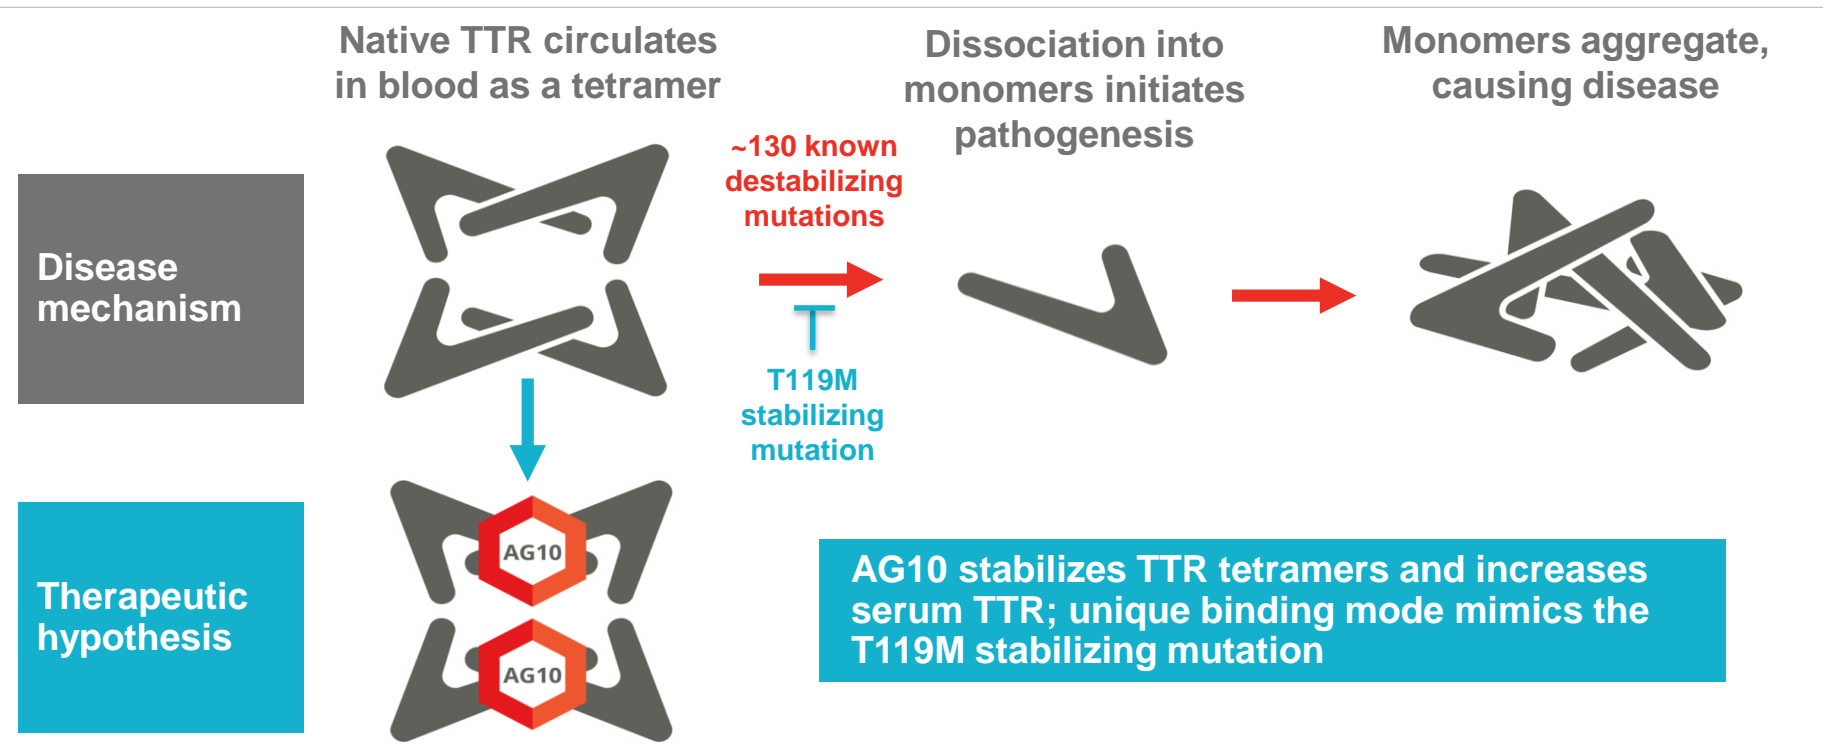 Native TTR circulates
in blood as a tetramer
Dissociation into
monomers initiates
pathogenesis
Monomers aggregate,
causing disease
~130 known
destabilizing
mutations
Disease
mechanism
T119M
stabilizing
mutation
Therapeutic
hypothesis
AG10
AG10
AG10 stabilizes TTR tetramers and increases
serum TTR; unique binding mode mimics the
T119M stabilizing mutation